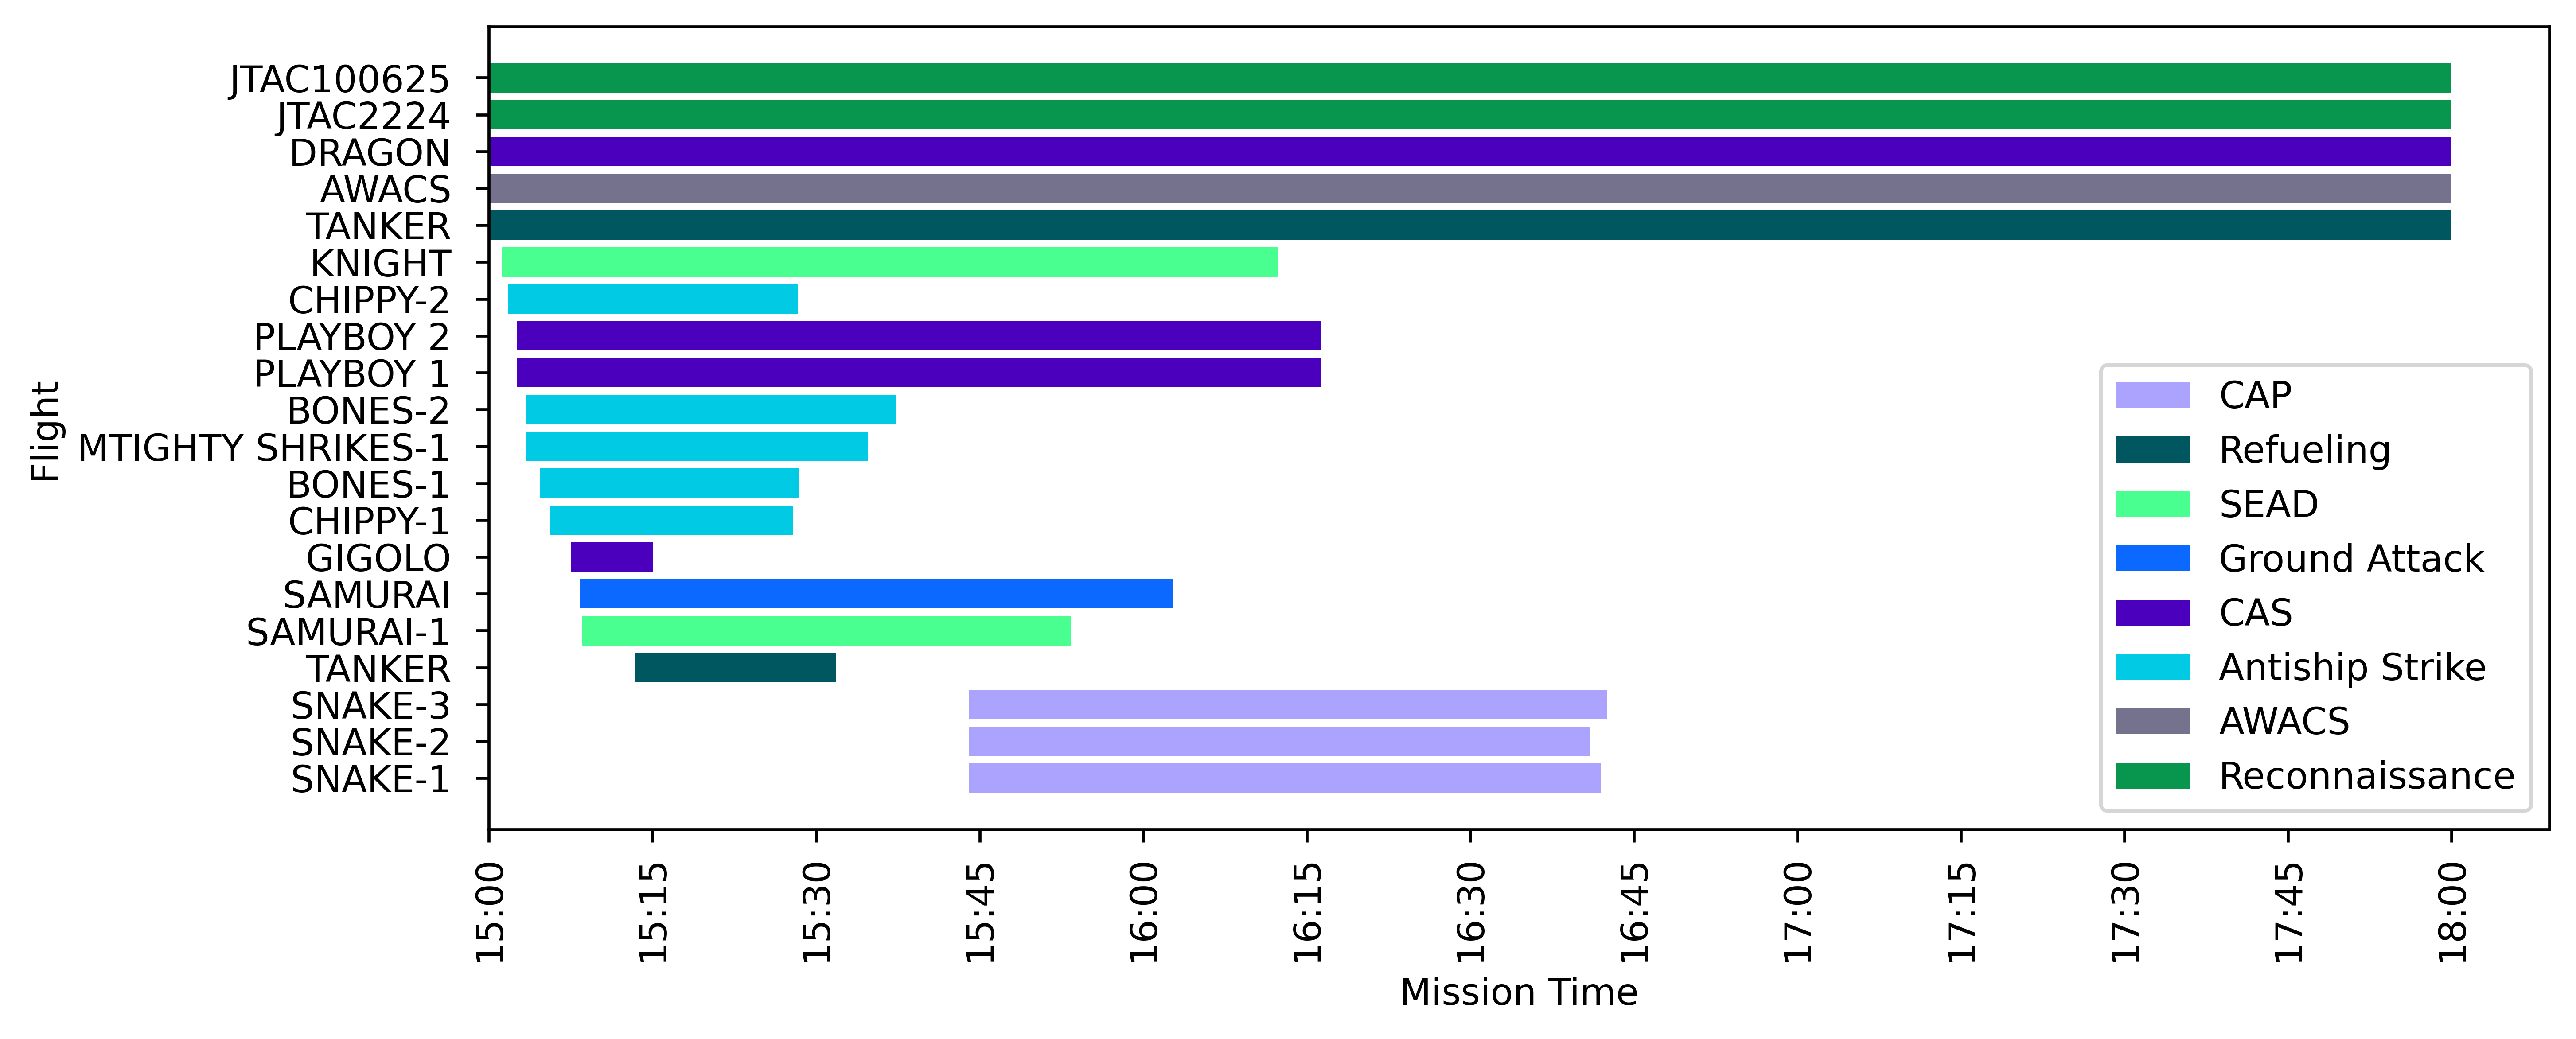 JTAC100625
JTAC2224
DRAGON
AWACS
TANKER
KNIGHT
CHIPPY-2
PLAYBOY 2
PLAYBOY 1
BONES-2
MTIGHTY SHRIKES-1
BONES-1
CHIPPY-1
GIGOLO
SAMURAI
SAMURAI-1
TANKER
SNAKE-3
SNAKE-2
SNAKE-1
Flight
CAP
Refueling
SEAD
Ground Attack
CAS
Antiship Strike
AWACS
Reconnaissance
15:00
15:15
15:30
15:45
16:00
16:15
16:30
16:45
17:00
17:15
17:30
17:45
18:00
Mission Time